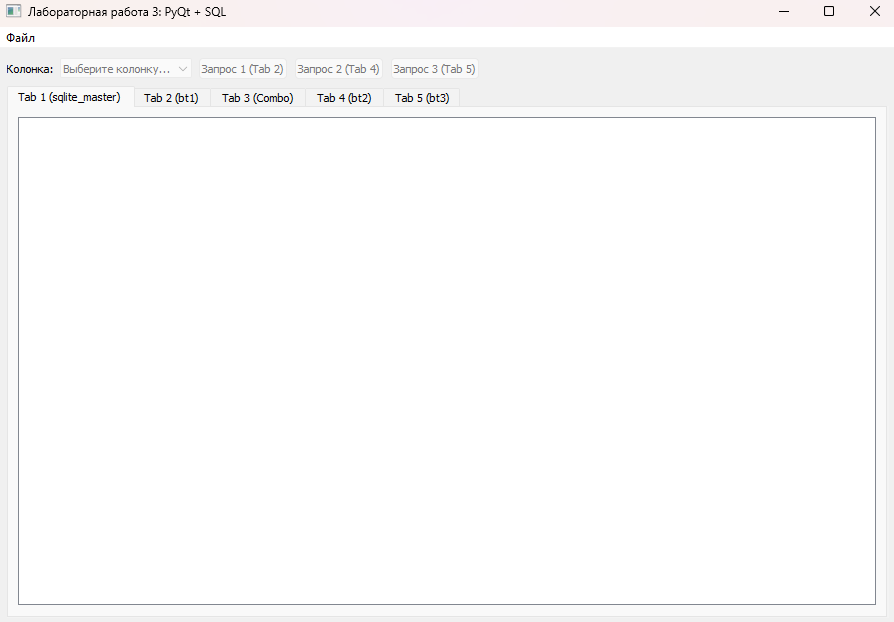 Лабораторная работа 3: PyQt + SQL
Файл
Колонка: Выберите колонку... Запрос 1 (Tab 2) Запрос 2 (Tab 4) Запрос 3 (Tab 5)
Tab 1 (sqlite_master) Tab 2 (bt1) Tab 3 (Combo) Tab 4 (bt2) Tab 5 (bt3)